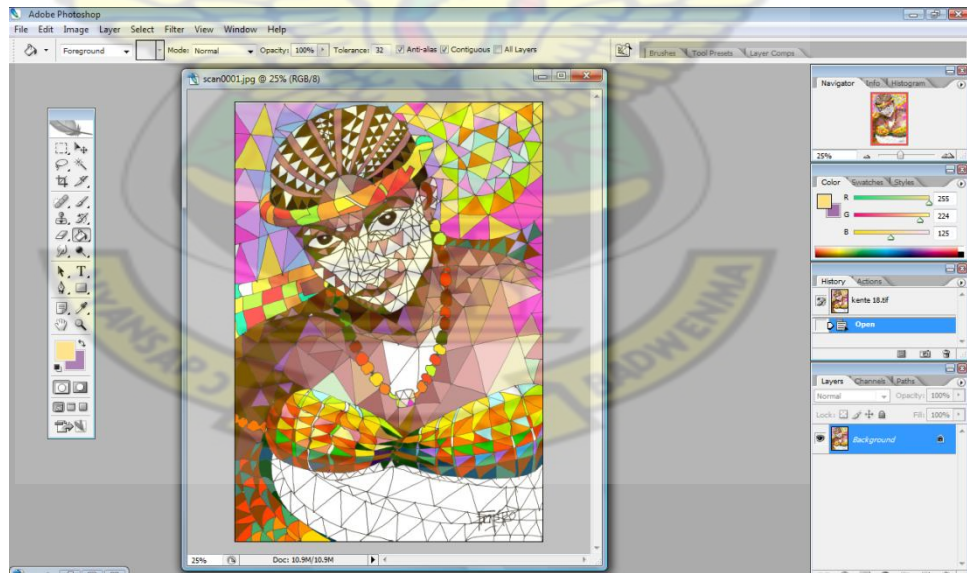 Adobe Photoshop
File Edit Image Layer Select Filter View Window Help
Foreground Mode: Normal Opacity: 100% Tolerance: 32 Anti-alias Contiguous All Layers
Brushes Tool Presets Layer Comps
scan0001.jpg @ 25% (RGB/8)
25% Doc: 10.9M/10.9M
Navigator Info Histogram
25%
Color Swatches Styles
R 255
G 224
B 125
History Actions
kente 18.tif
Open
Layers Channels Paths
Normal Opacity: 100%
Lock: Fill: 100%
Background
BADWENMA